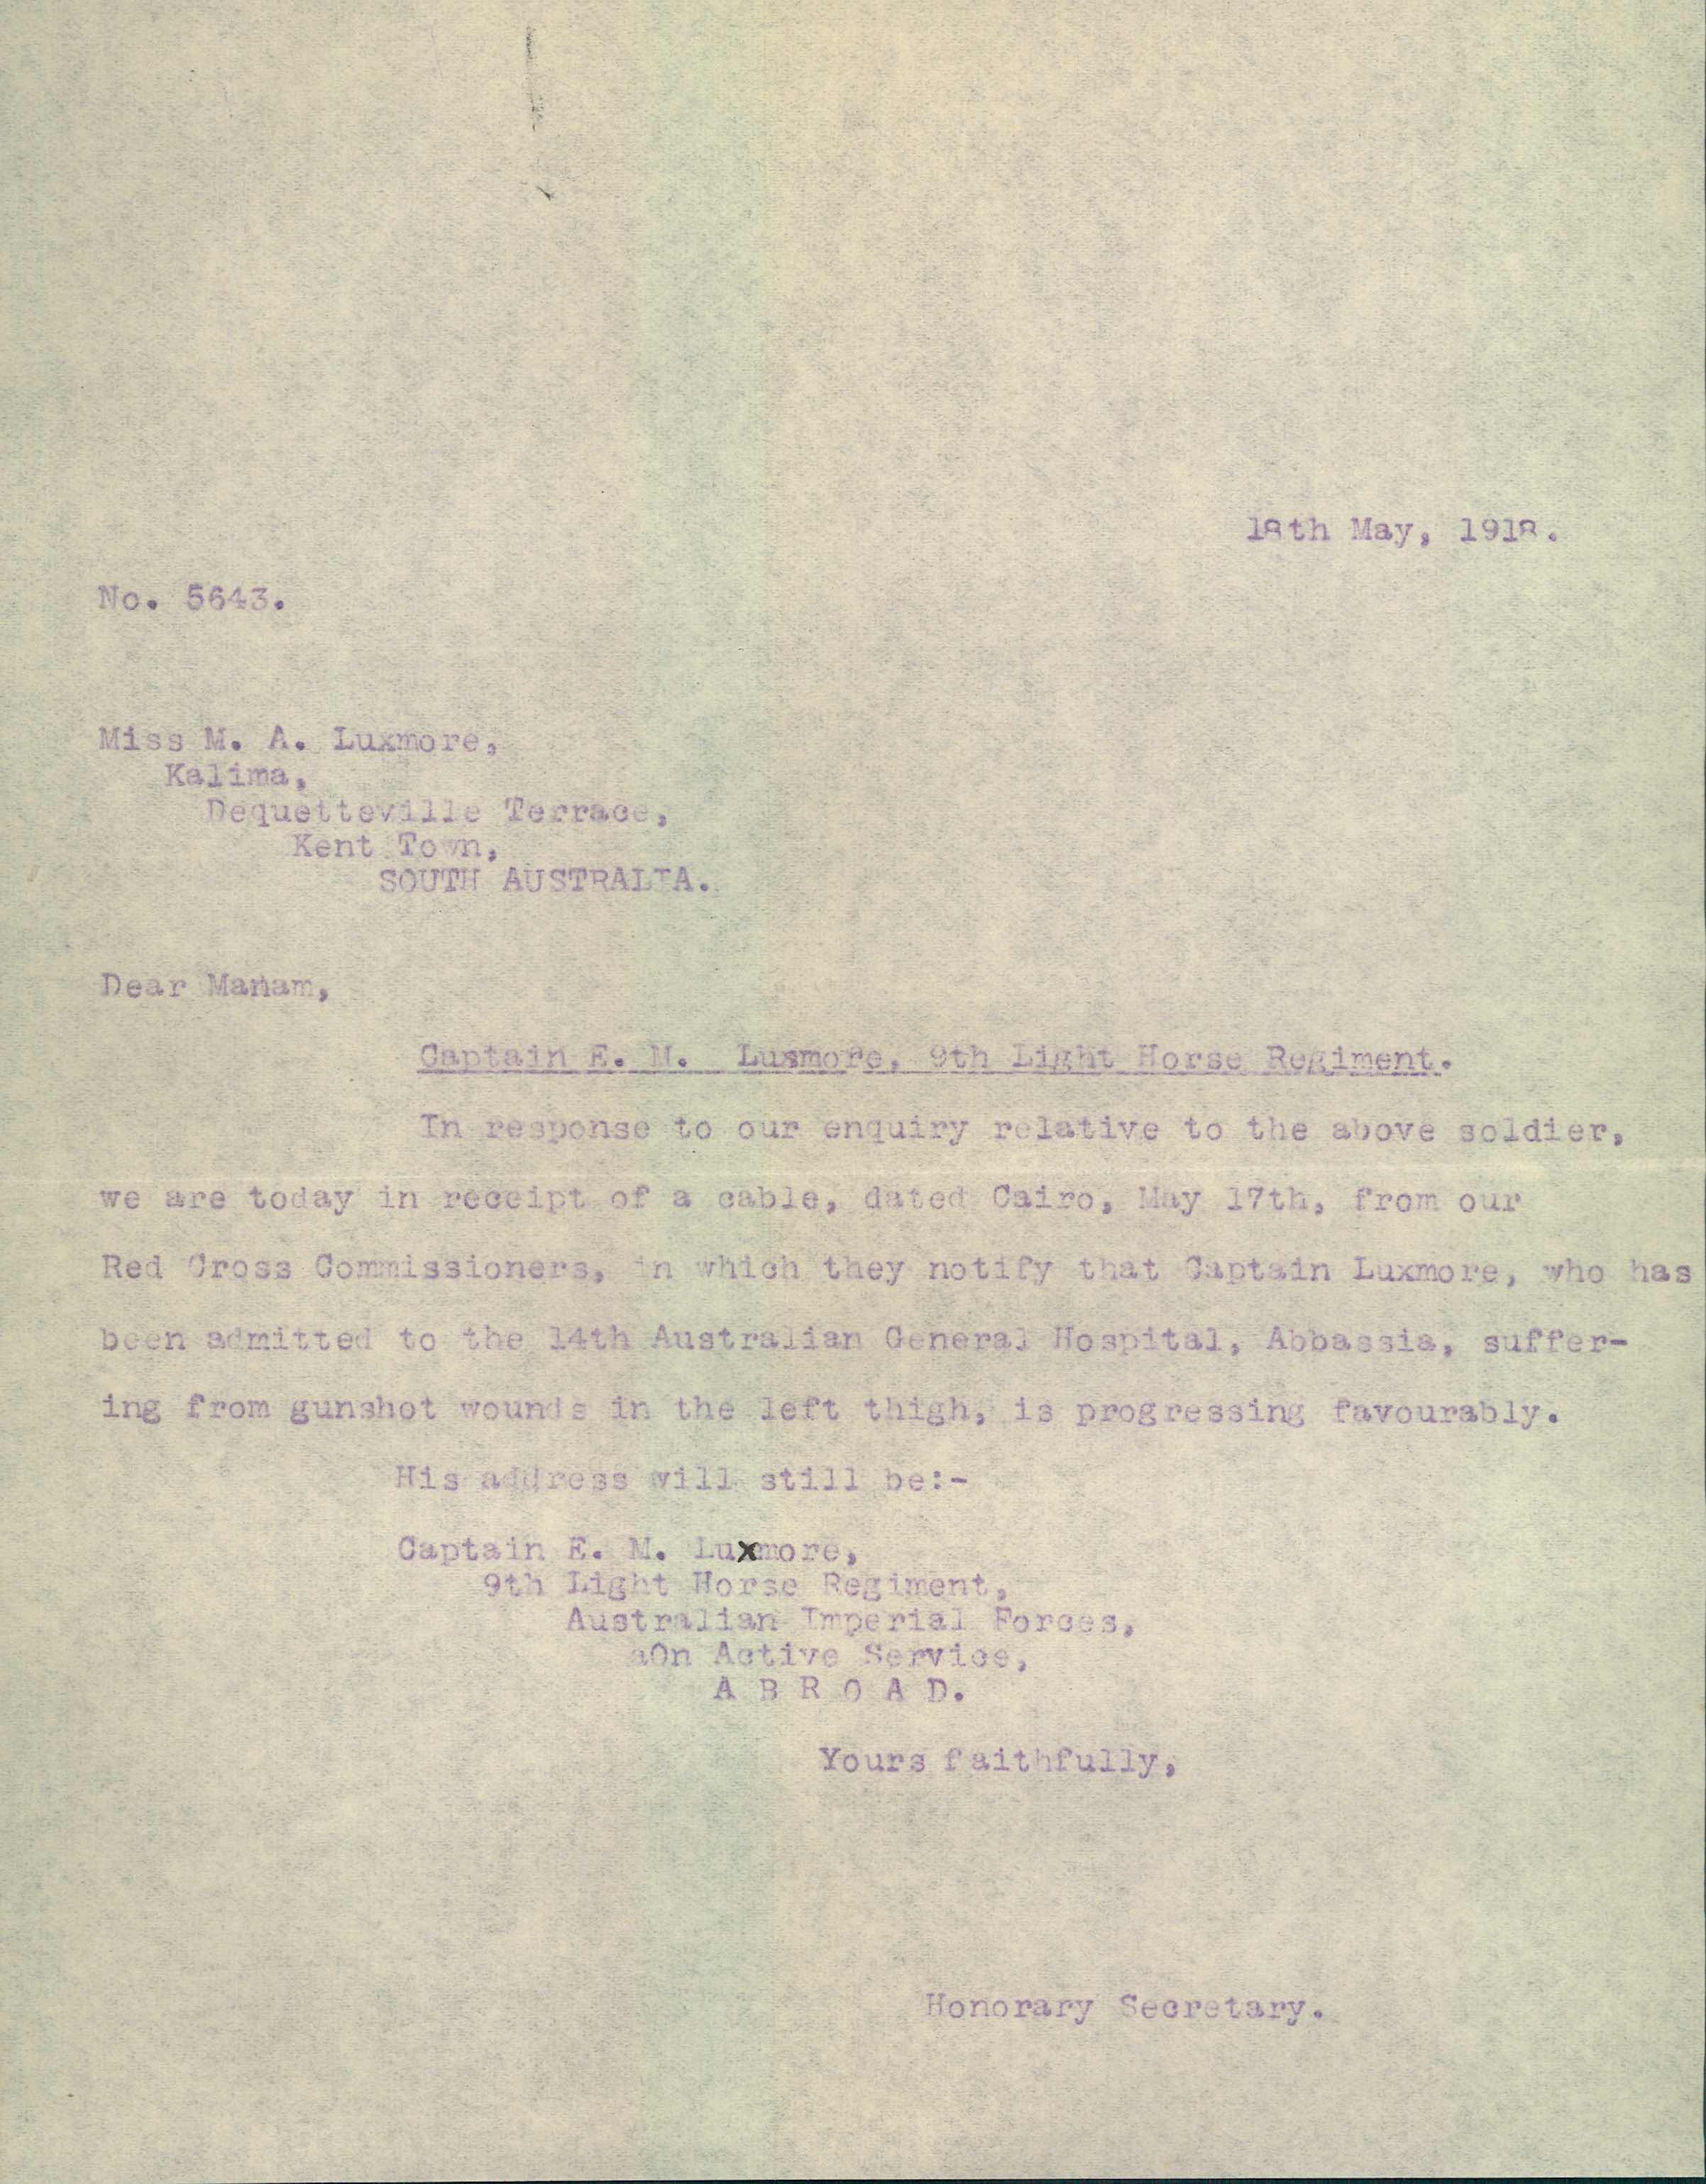 18th May, 1918.
No. 5643.
Miss M. A. Luxmore,
Kalima,
Dequetteville Terrace,
Kent Town,
SOUTH AUSTRALIA.
Dear Madam,
Captain E. M. Luxmore, 9th Light Horse Regiment.
In response to our enquiry relative to the above soldier,
we are today in receipt of a cable, dated Cairo, May 17th, from our
Red Cross Commissioners, in which they notify that Captain Luxmore, who has
been admitted to the 14th Australian General Hospital, Abbassia, suffer-
ing from gunshot wounds in the left thigh, is progressing favourably.
His address will still be:-
Captain E. M. Luxmore,
9th Light Horse Regiment,
Australian Imperial Forces,
aOn Active Service,
A B R O A D.
Yours faithfully,
Honorary Secretary.